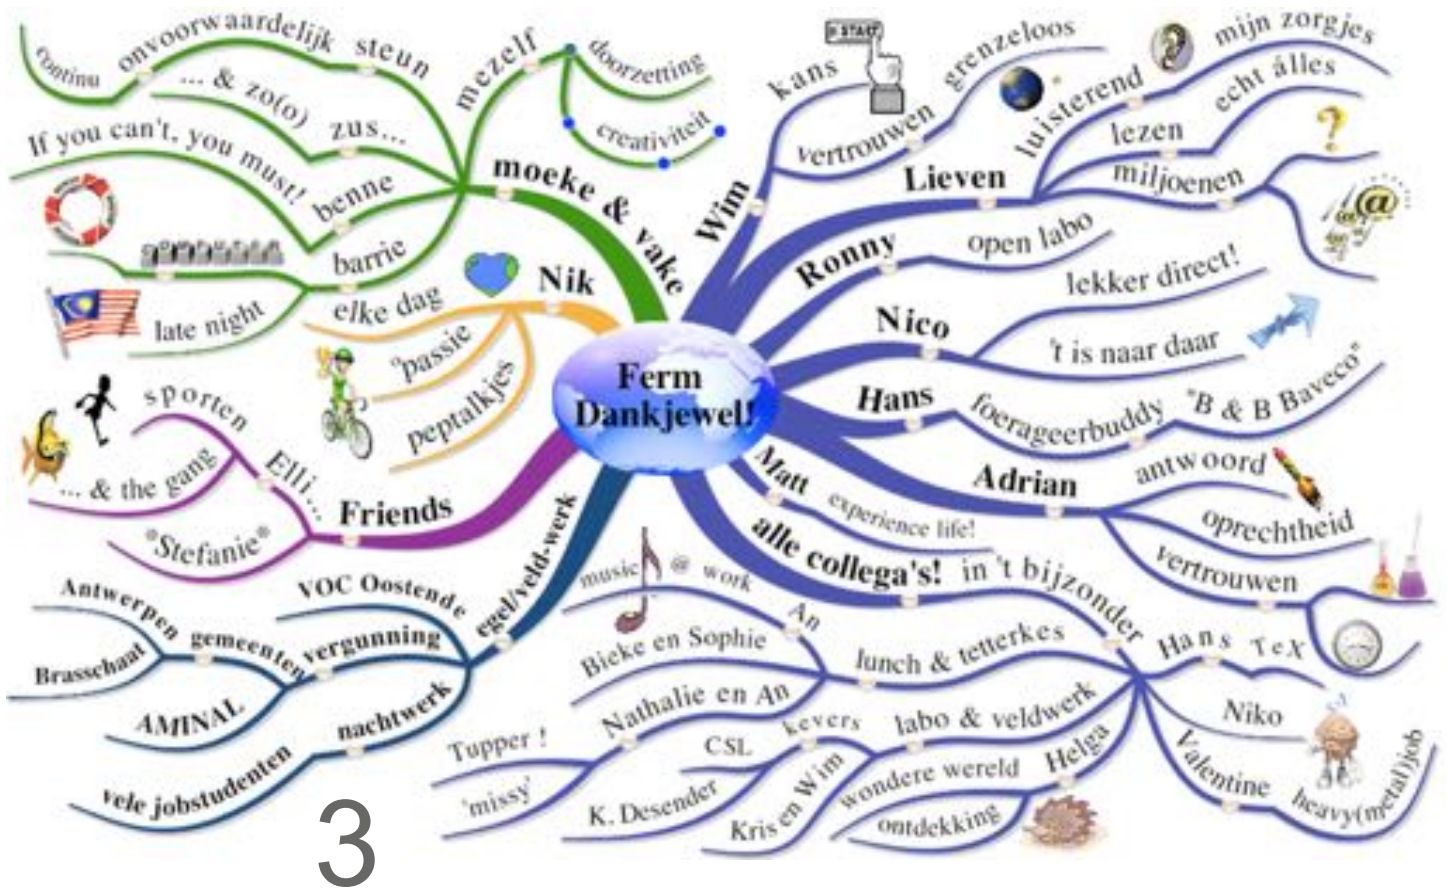 Ferm
Dankjewel!
moeke & vake
steun
onvoorwaardelijk
continu
zus...
... & zo(o)
benne
If you can't, you must!
barrie
computer
late night
mezelf
doorzetting
creativiteit
Nik
elke dag
°passie
peptalkjes
Friends
Elli...
sporten
... & the gang
*Stefanie*
egel/veld-werk
VOC Oostende
vergunning
gemeenten
Antwerpen
Brasschaat
AMINAL
nachtwerk
vele jobstudenten
Wim
kans
START
vertrouwen
grenzeloos
Lieven
luisterend
mijn zorgjes
lezen
echt álles
miljoenen
?
@
Ronny
open labo
Nico
lekker direct!
't is naar daar
Hans
foerageerbuddy
"B & B Baveco"
Adrian
antwoord
oprechtheid
vertrouwen
Matt
experience life!
alle collega's!
in 't bijzonder
Hans
TeX
Niko
Valentine
heavy(metal)job
Helga
wondere wereld
ontdekking
labo & veldwerk
kevers
CSL
K. Desender
Kris en Wim
lunch & tetterkes
An
music @ work
Bieke en Sophie
Nathalie en An
Tupper !
'missy'
3